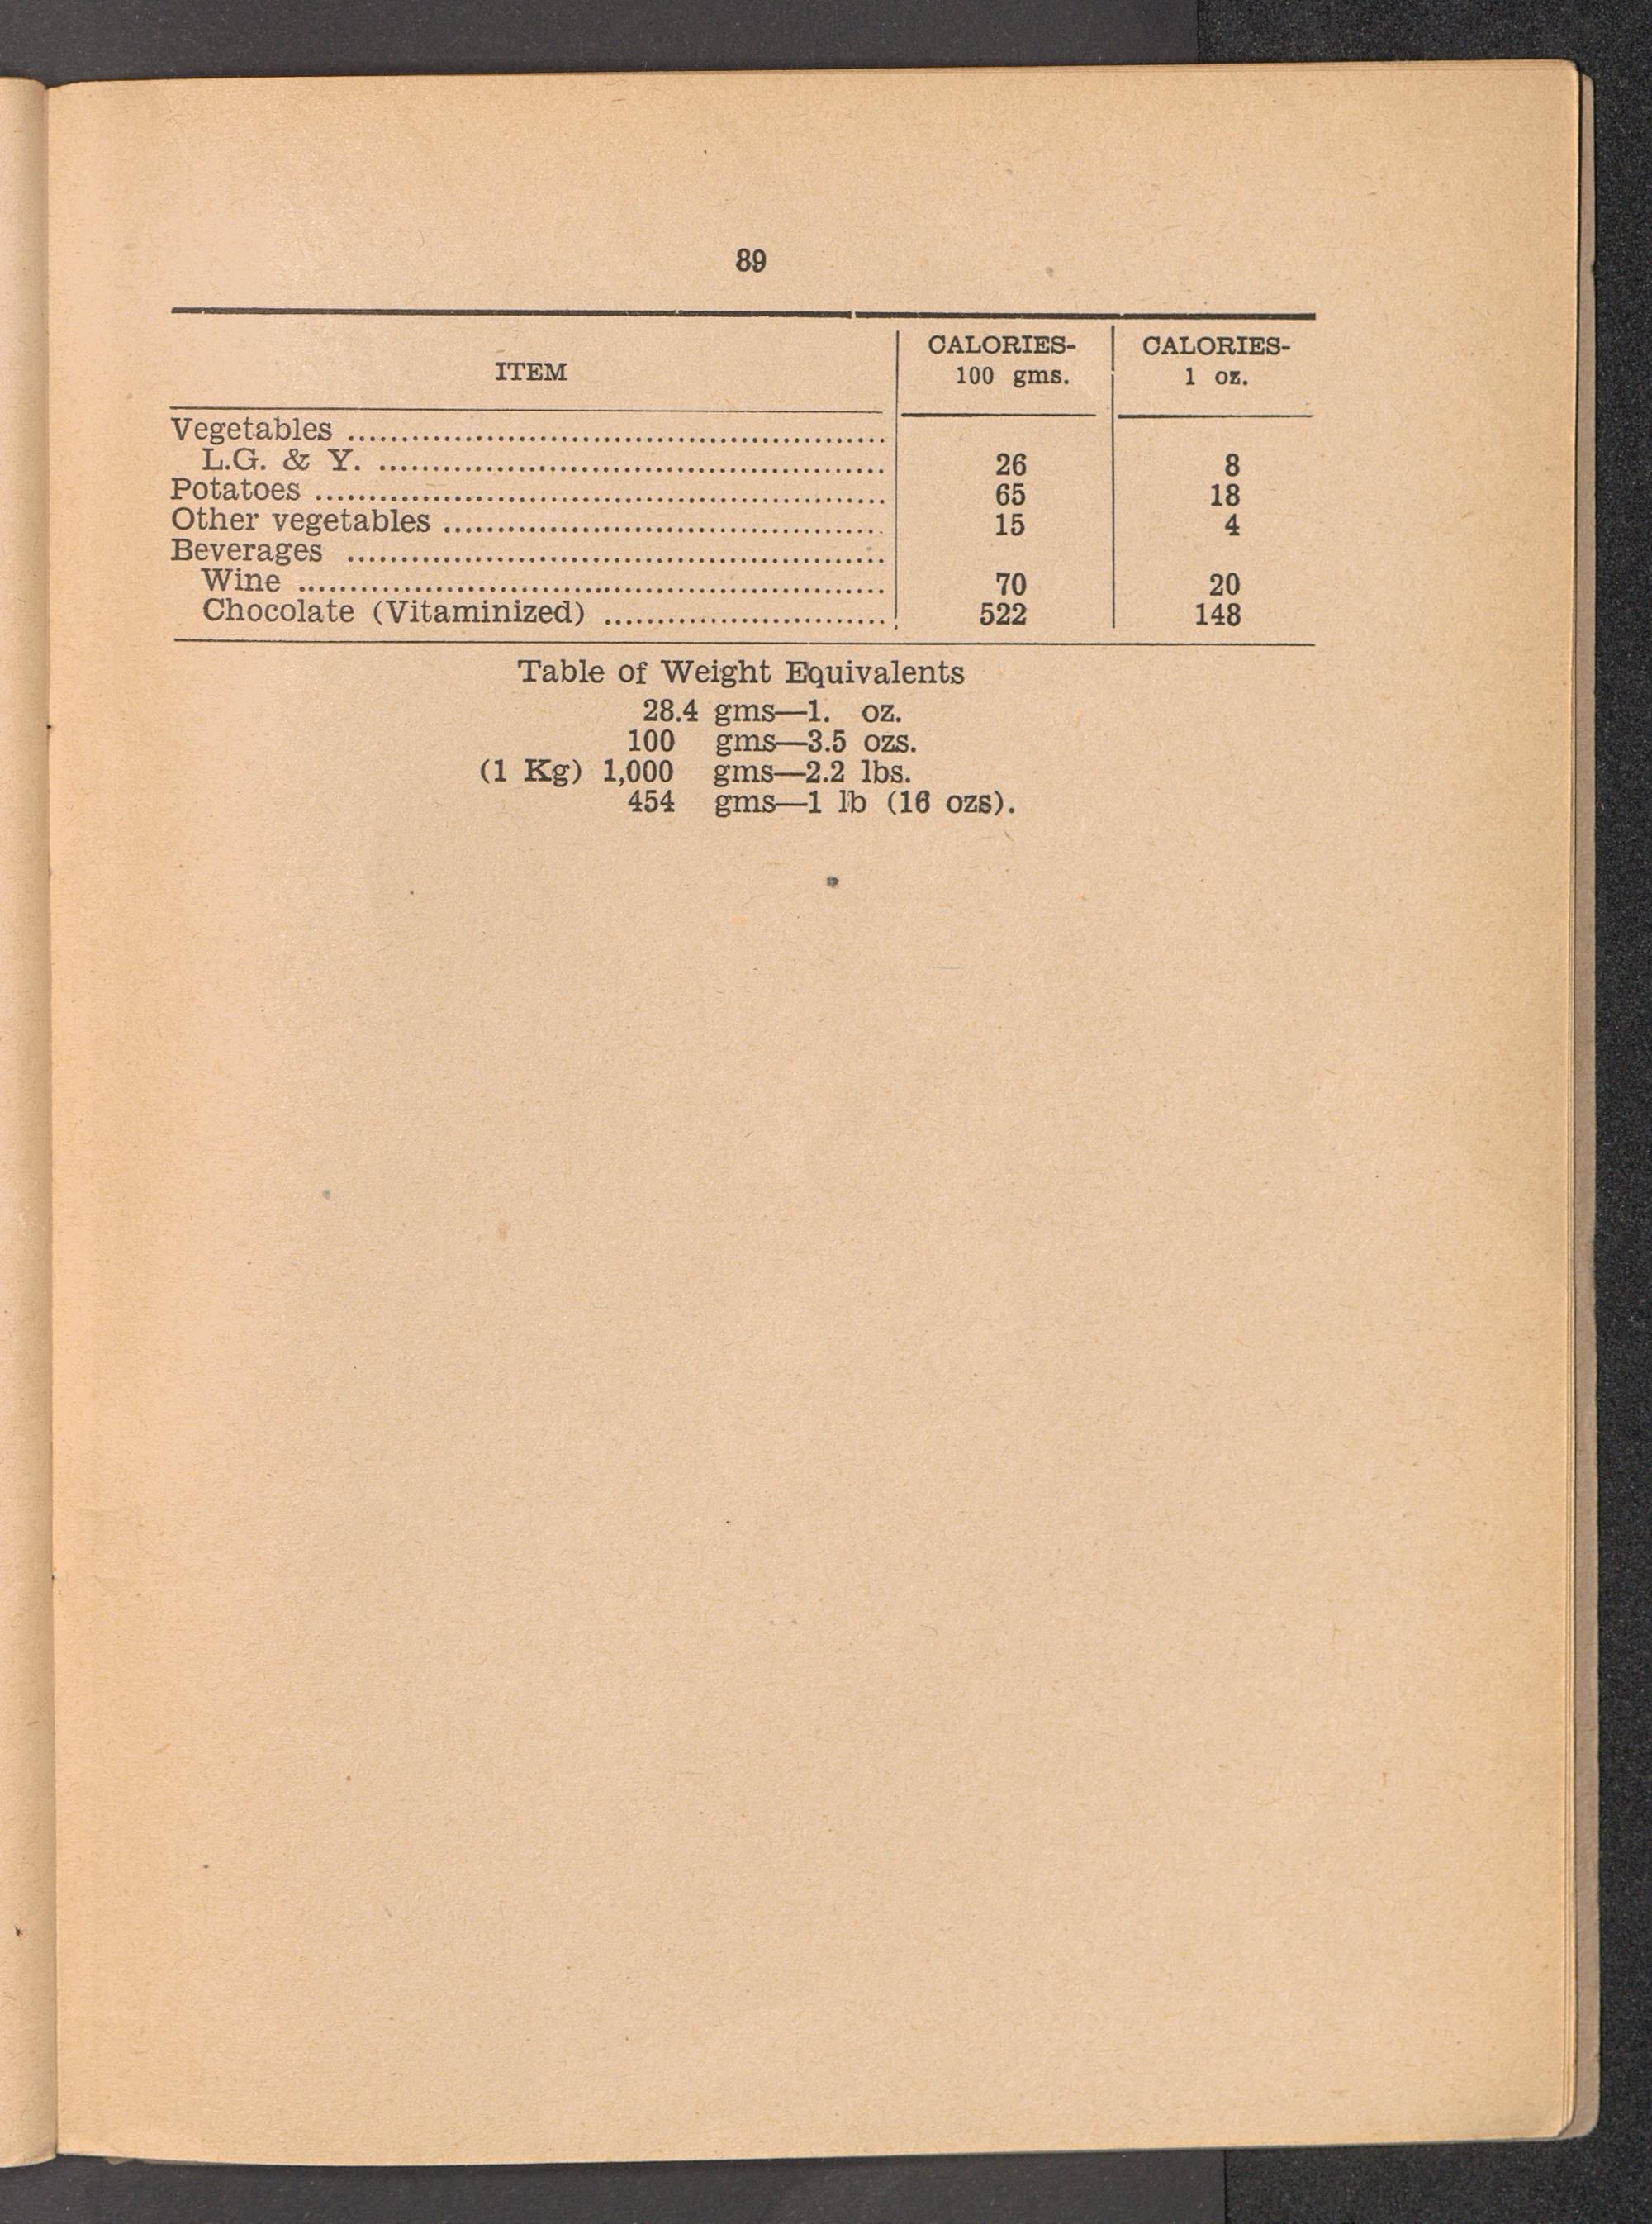 89
ITEM CALORIES- 100 gms. CALORIES- 1 oz.
Vegetables ........................................................
L.G. & Y. ........................................................ 26 8
Potatoes ........................................................ 65 18
Other vegetables ........................................................ 15 4
Beverages ........................................................
Wine ........................................................ 70 20
Chocolate (Vitaminized) ........................... 522 148
Table of Weight Equivalents
28.4 gms—1. oz.
100 gms—3.5 ozs.
(1 Kg) 1,000 gms—2.2 lbs.
454 gms—1 lb (16 ozs).